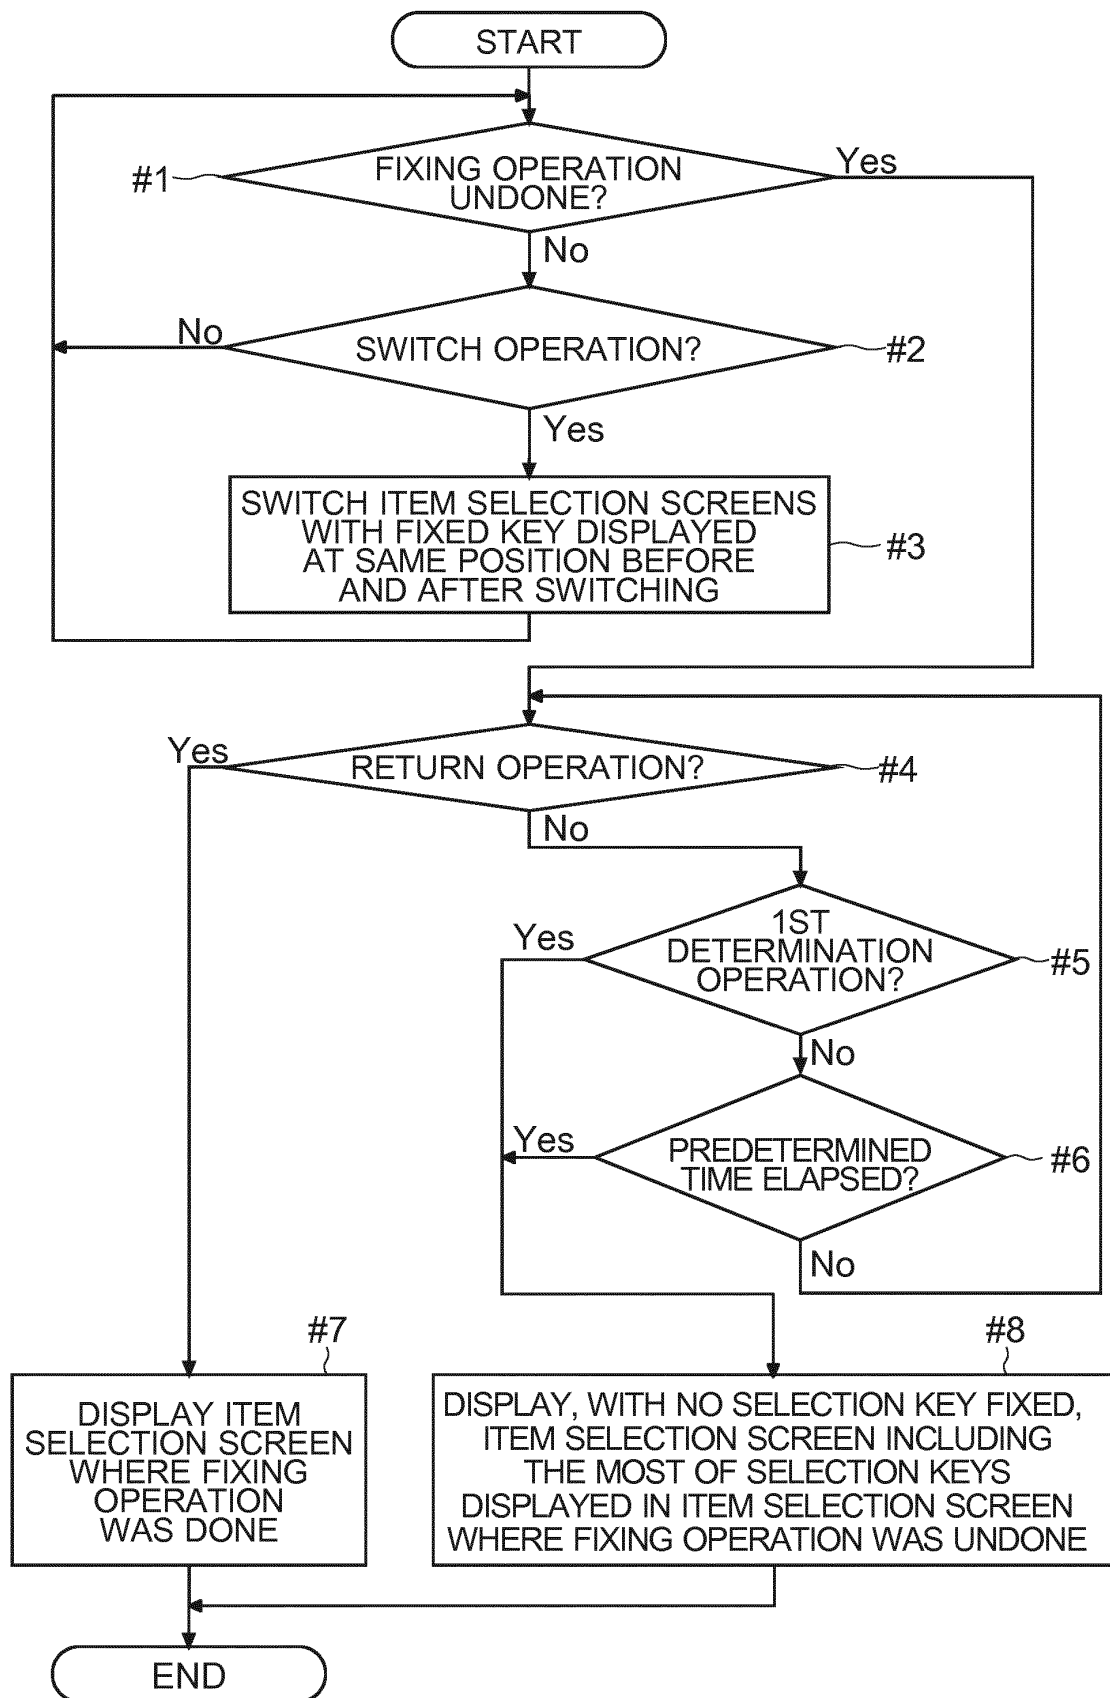 START
#1
FIXING OPERATION
UNDONE?
Yes
No
No
SWITCH OPERATION?
#2
Yes
SWITCH ITEM SELECTION SCREENS
WITH FIXED KEY DISPLAYED
AT SAME POSITION BEFORE
AND AFTER SWITCHING
#3
Yes
RETURN OPERATION?
#4
No
Yes
1ST
DETERMINATION
OPERATION?
#5
No
Yes
PREDETERMINED
TIME ELAPSED?
#6
No
#7
#8
DISPLAY ITEM
SELECTION SCREEN
WHERE FIXING
OPERATION
WAS DONE
DISPLAY, WITH NO SELECTION KEY FIXED,
ITEM SELECTION SCREEN INCLUDING
THE MOST OF SELECTION KEYS
DISPLAYED IN ITEM SELECTION SCREEN
WHERE FIXING OPERATION WAS UNDONE
END